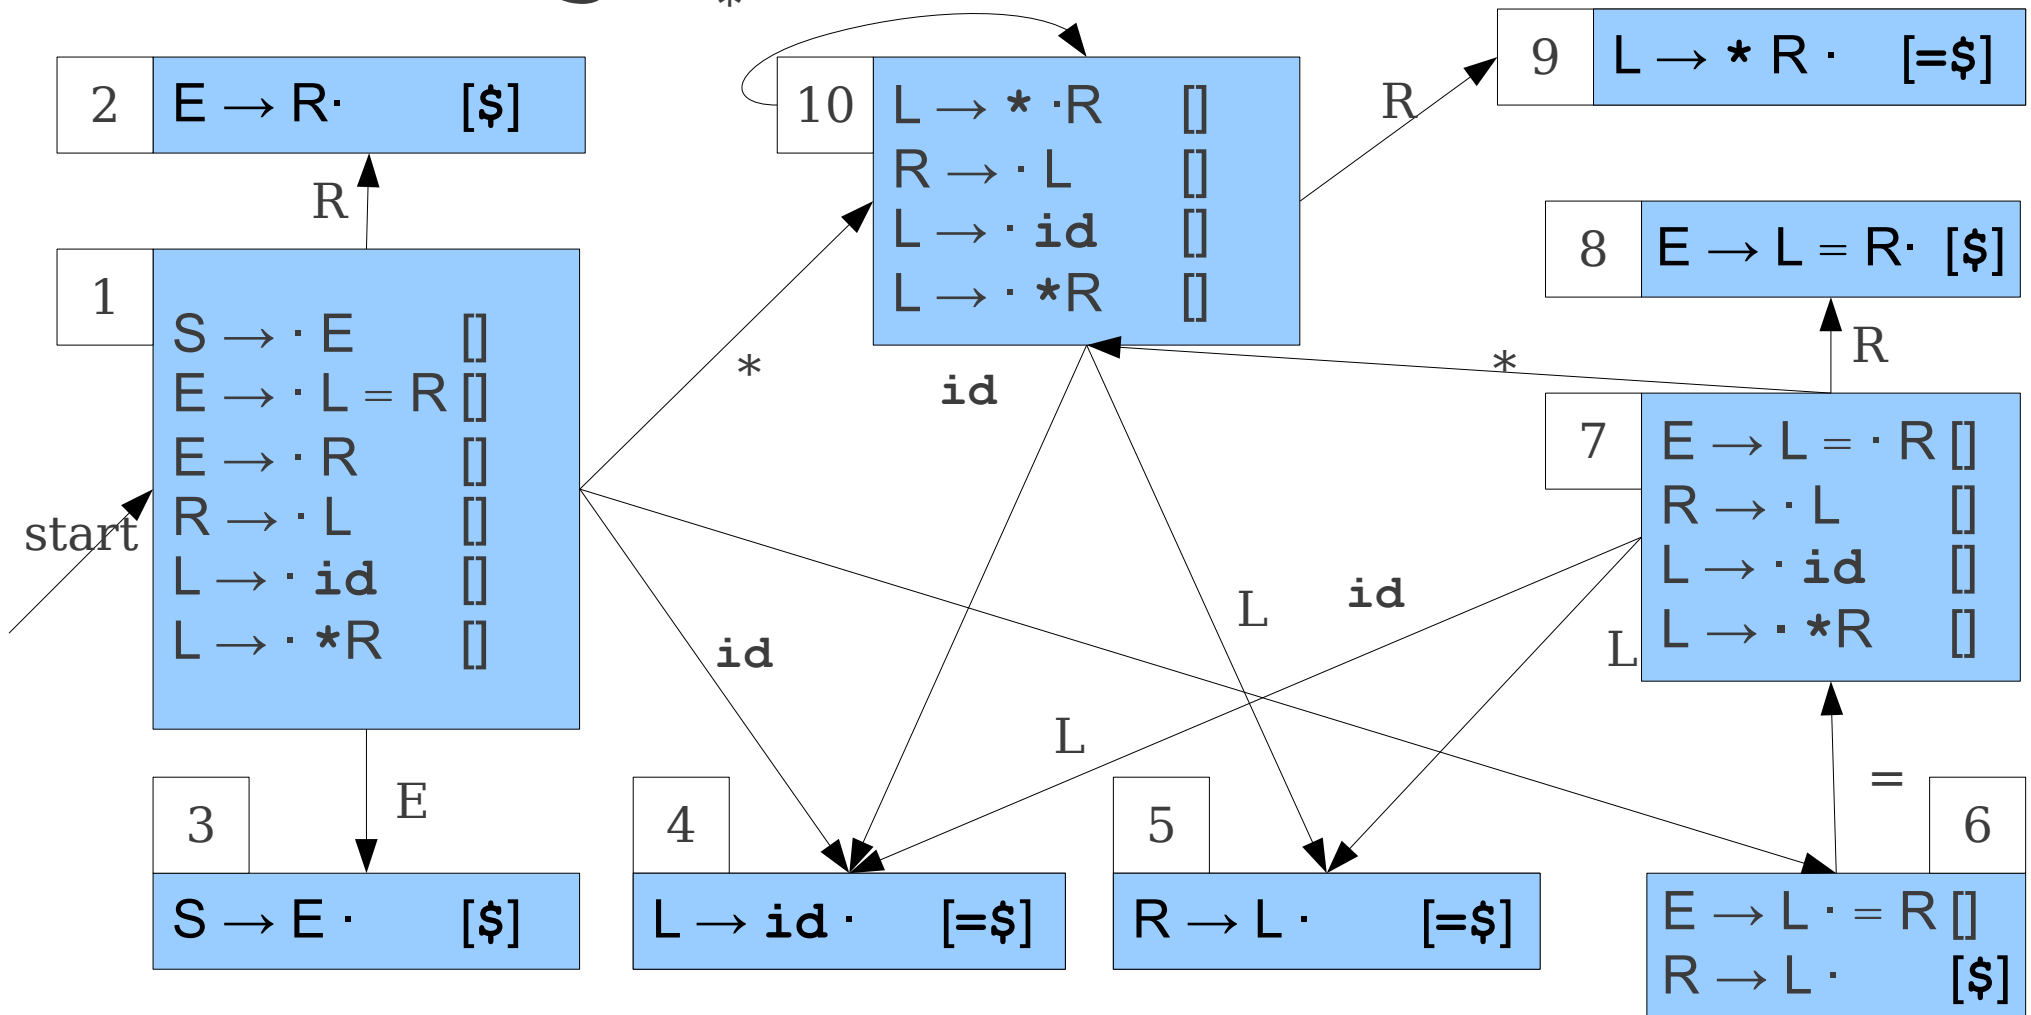 *
2
E → R· [$]
R
1
S → · E []
E → · L = R []
E → · R []
R → · L []
L → · id []
L → · *R []
start
E
3
S → E · [$]
10
L → * ·R []
R → · L []
L → · id []
L → · *R []
*
id
id
4
L → id · [=$]
L
L
id
5
R → L · [=$]
R
9
L → * R · [=$]
8
E → L = R· [$]
R
*
7
E → L = · R []
R → · L []
L → · id []
L → · *R []
L
=
6
E → L · = R []
R → L · [$]